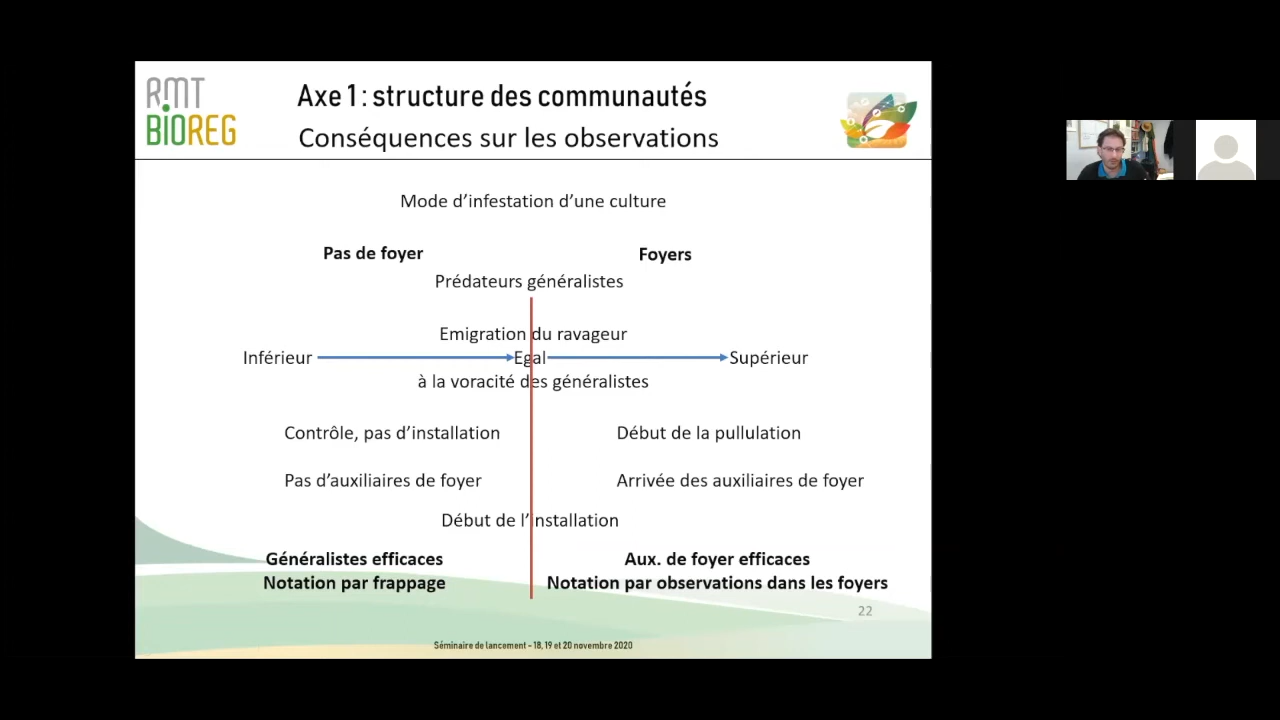 RMT
BIOREG
Axe 1 : structure des communautés
Conséquences sur les observations
Mode d’infestation d’une culture
Pas de foyer
Foyers
Prédateurs généralistes
Emigration du ravageur
Inférieur
Egal
Supérieur
à la voracité des généralistes
Contrôle, pas d’installation
Début de la pullulation
Pas d’auxiliaires de foyer
Arrivée des auxiliaires de foyer
Début de l’installation
Généralistes efficaces
Aux. de foyer efficaces
Notation par frappage
Notation par observations dans les foyers
22
Séminaire de lancement - 18, 19 et 20 novembre 2020